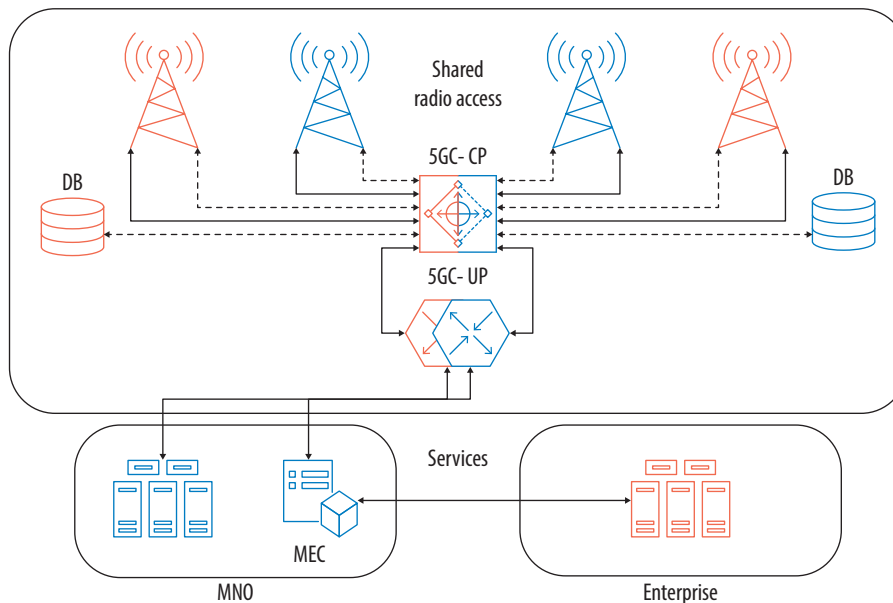 Shared
radio access
5GC- CP
DB
DB
5GC- UP
Services
MEC
MNO
Enterprise